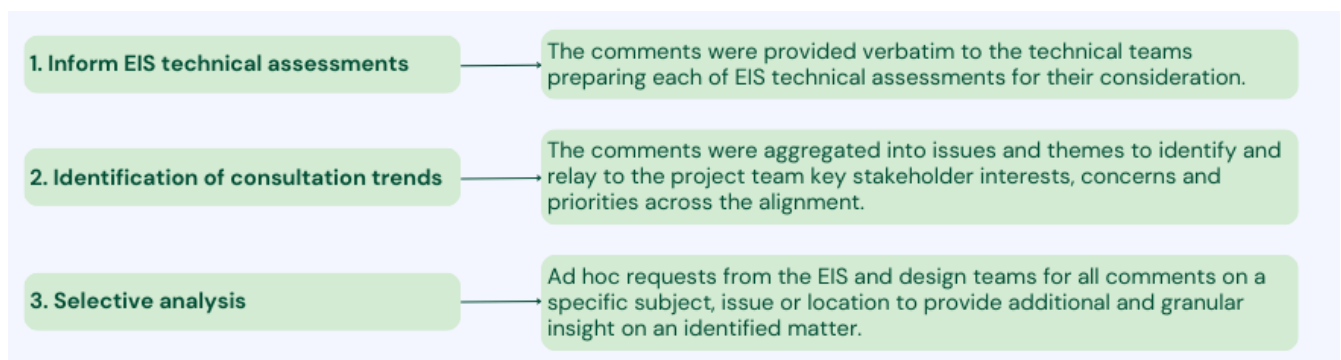 1. Inform EIS technical assessments
The comments were provided verbatim to the technical teams
preparing each of EIS technical assessments for their consideration.
2. Identification of consultation trends
The comments were aggregated into issues and themes to identify and
relay to the project team key stakeholder interests, concerns and
priorities across the alignment.
3. Selective analysis
Ad hoc requests from the EIS and design teams for all comments on a
specific subject, issue or location to provide additional and granular
insight on an identified matter.